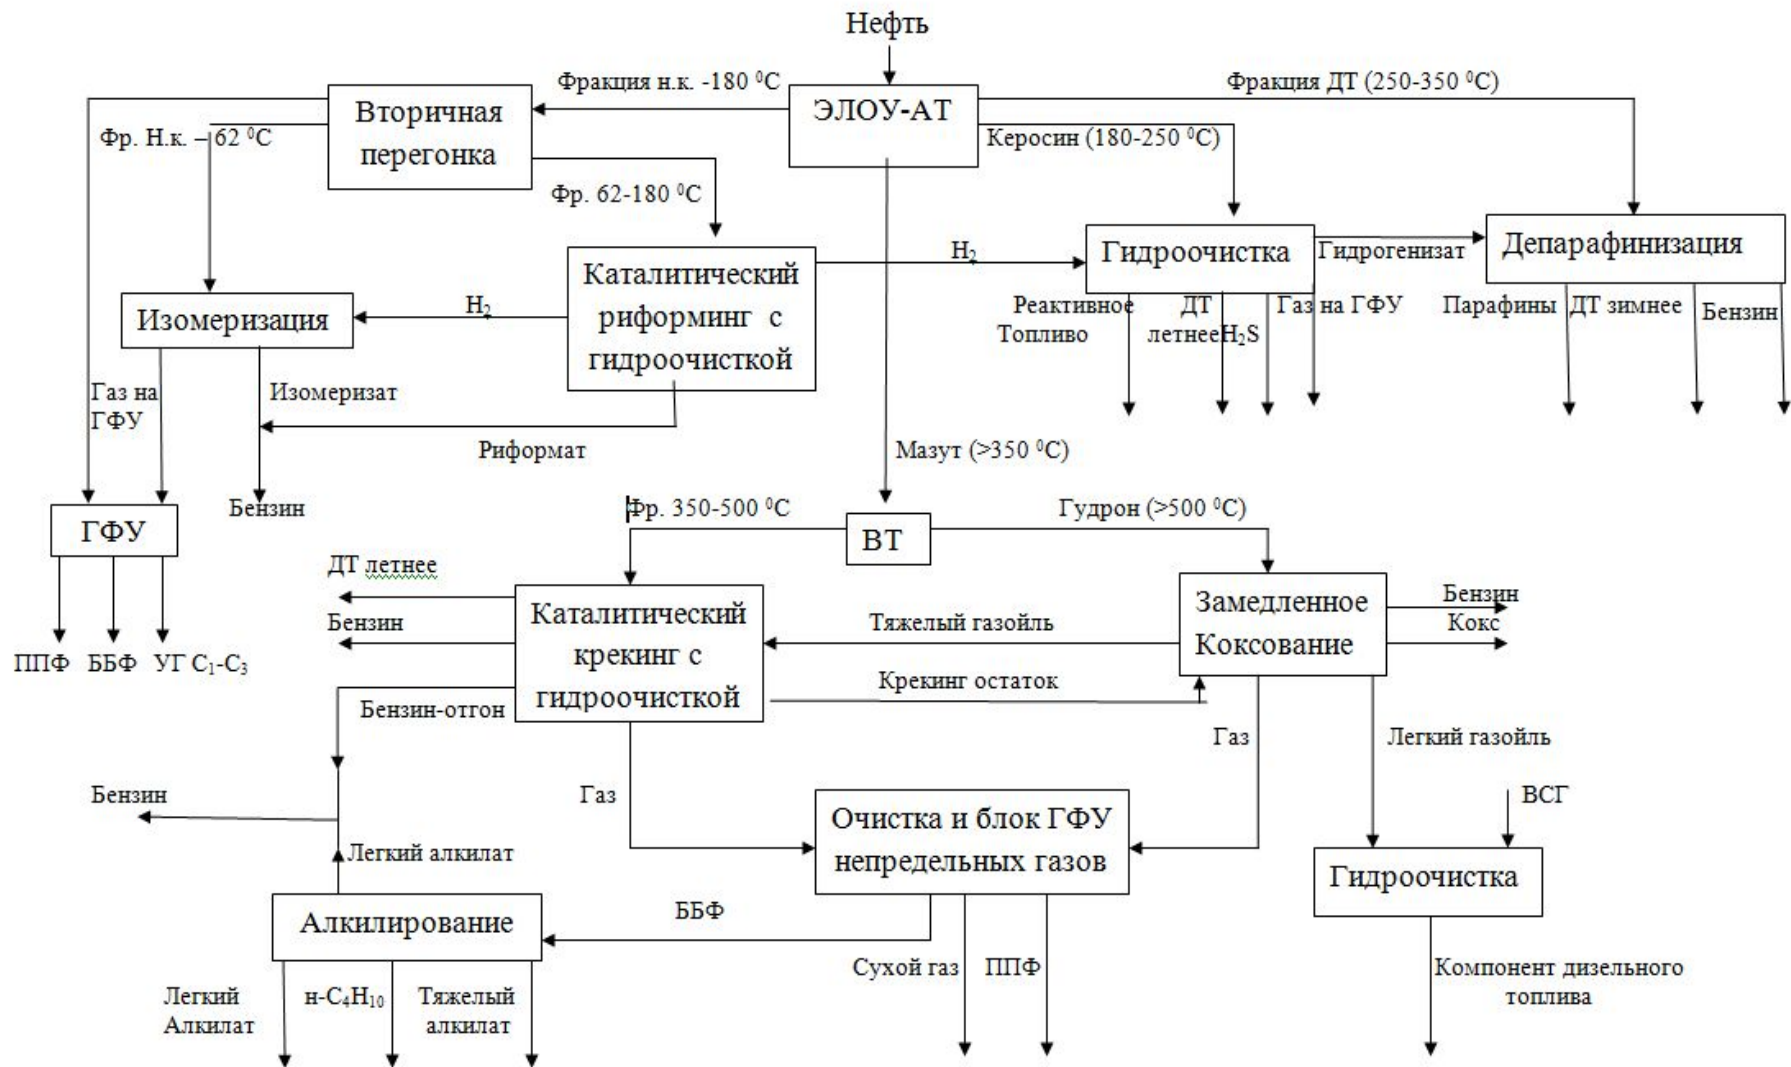 Нефть
Фракция н.к. -180 ⁰С
Фракция ДТ (250-350 ⁰С)
ЭЛОУ-АТ
Вторичная
перегонка
Фр. Н.к. – 62 ⁰С
Керосин (180-250 ⁰С)
Фр. 62-180 ⁰С
Гидроочистка
Гидрогенизат
Депарафинизация
Н₂
Каталитический
риформинг с
гидроочисткой
Изомеризация
Н₂
Реактивное
Топливо
ДТ
летнее
H₂S
Газ на ГФУ
Парафины
ДТ зимнее
Бензин
Газ на
ГФУ
Изомеризат
Риформат
Мазут (>350 ⁰С)
Бензин
ГФУ
Фр. 350-500 ⁰С
Гудрон (>500 ⁰С)
ВТ
ДТ летнее
Бензин
Каталитический
крекинг с
гидроочисткой
Тяжелый газойль
Замедленное
Коксование
Бензин
Кокс
ППФ
ББФ
УГ С₁-С₃
Крекинг остаток
Бензин-отгон
Газ
Легкий газойль
Бензин
Газ
ВСГ
Очистка и блок ГФУ
непредельных газов
Легкий алкилат
Гидроочистка
Алкилирование
ББФ
Сухой газ
ППФ
Компонент дизельного
топлива
Легкий
Алкилат
н-С₄Н₁₀
Тяжелый
алкилат